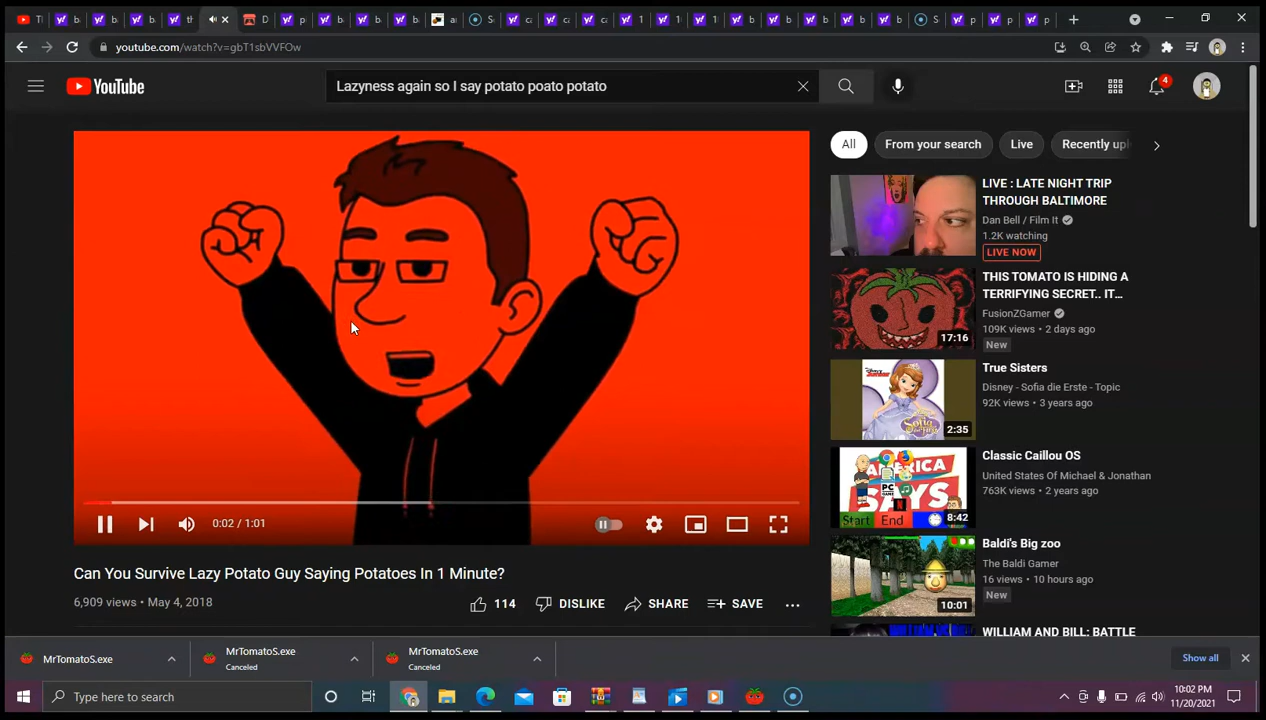 youtube.com/watch?v=gbT1sbVVFOw
YouTube
Lazyness again so I say potato poato potato
4
All
From your search
Live
Recently upl
LIVE : LATE NIGHT TRIP
THROUGH BALTIMORE
Dan Bell / Film It
1.2K watching
LIVE NOW
THIS TOMATO IS HIDING A
TERRIFYING SECRET.. IT...
FusionZGamer
109K views • 2 days ago
17:16
New
True Sisters
Disney - Sofia die Erste - Topic
92K views • 3 years ago
2:35
Classic Caillou OS
United States Of Michael & Jonathan
763K views • 2 years ago
AMERICA
SAYS
PC
Start
End
8:42
Baldi's Big zoo
The Baldi Gamer
16 views • 10 hours ago
10:01
New
WILLIAM AND BILL: BATTLE
0:02 / 1:01
Can You Survive Lazy Potato Guy Saying Potatoes In 1 Minute?
6,909 views • May 4, 2018
114
DISLIKE
SHARE
SAVE
MrTomatoS.exe
MrTomatoS.exe
Canceled
MrTomatoS.exe
Canceled
Show all
Type here to search
10:02 PM
11/20/2021